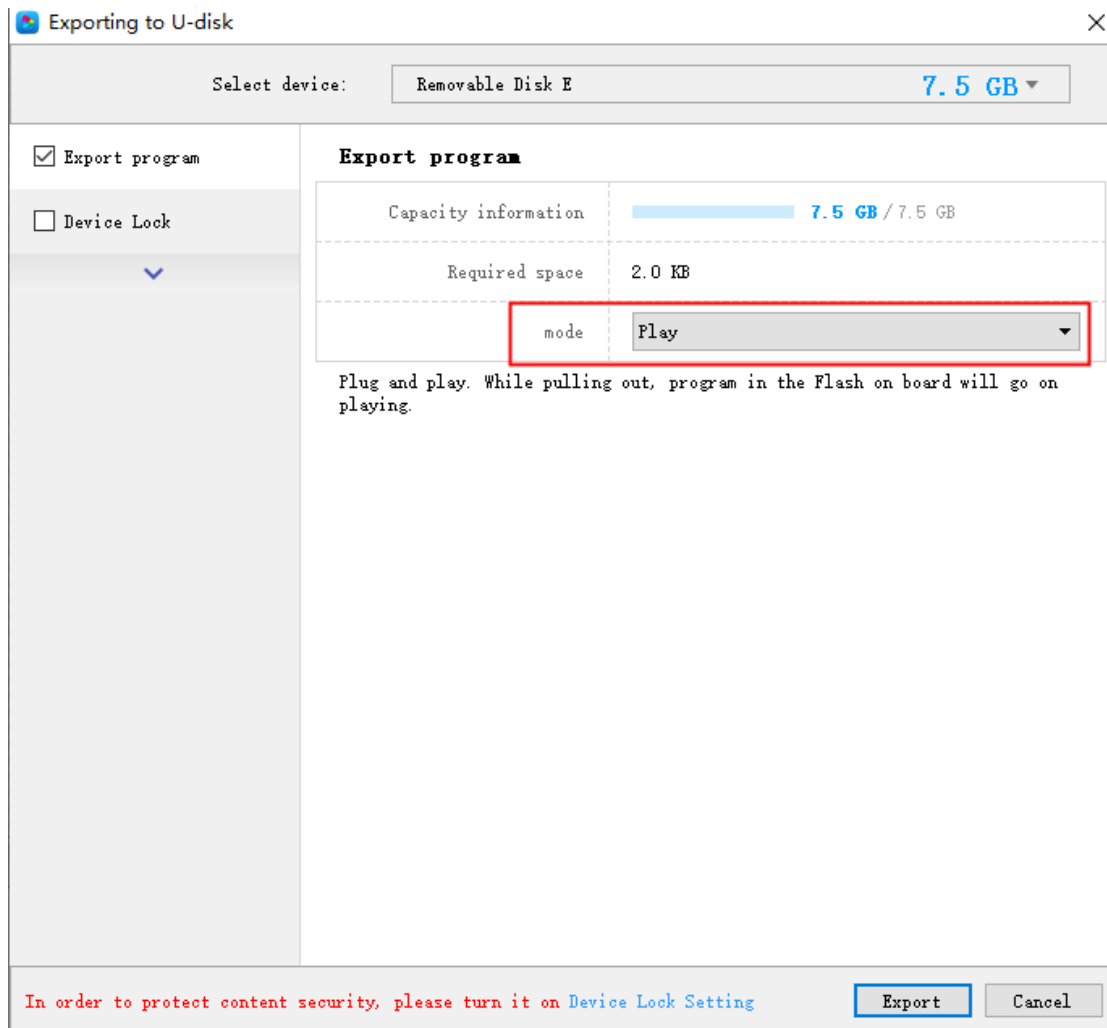 Exporting to U-disk
Select device: Removable Disk E 7.5 GB
Export program
Device Lock
Export program
Capacity information 7.5 GB/7.5 GB
Required space 2.0 KB
mode Play
Plug and play. While pulling out, program in the Flash on board will go on
playing.
In order to protect content security, please turn it on Device Lock Setting
Export Cancel